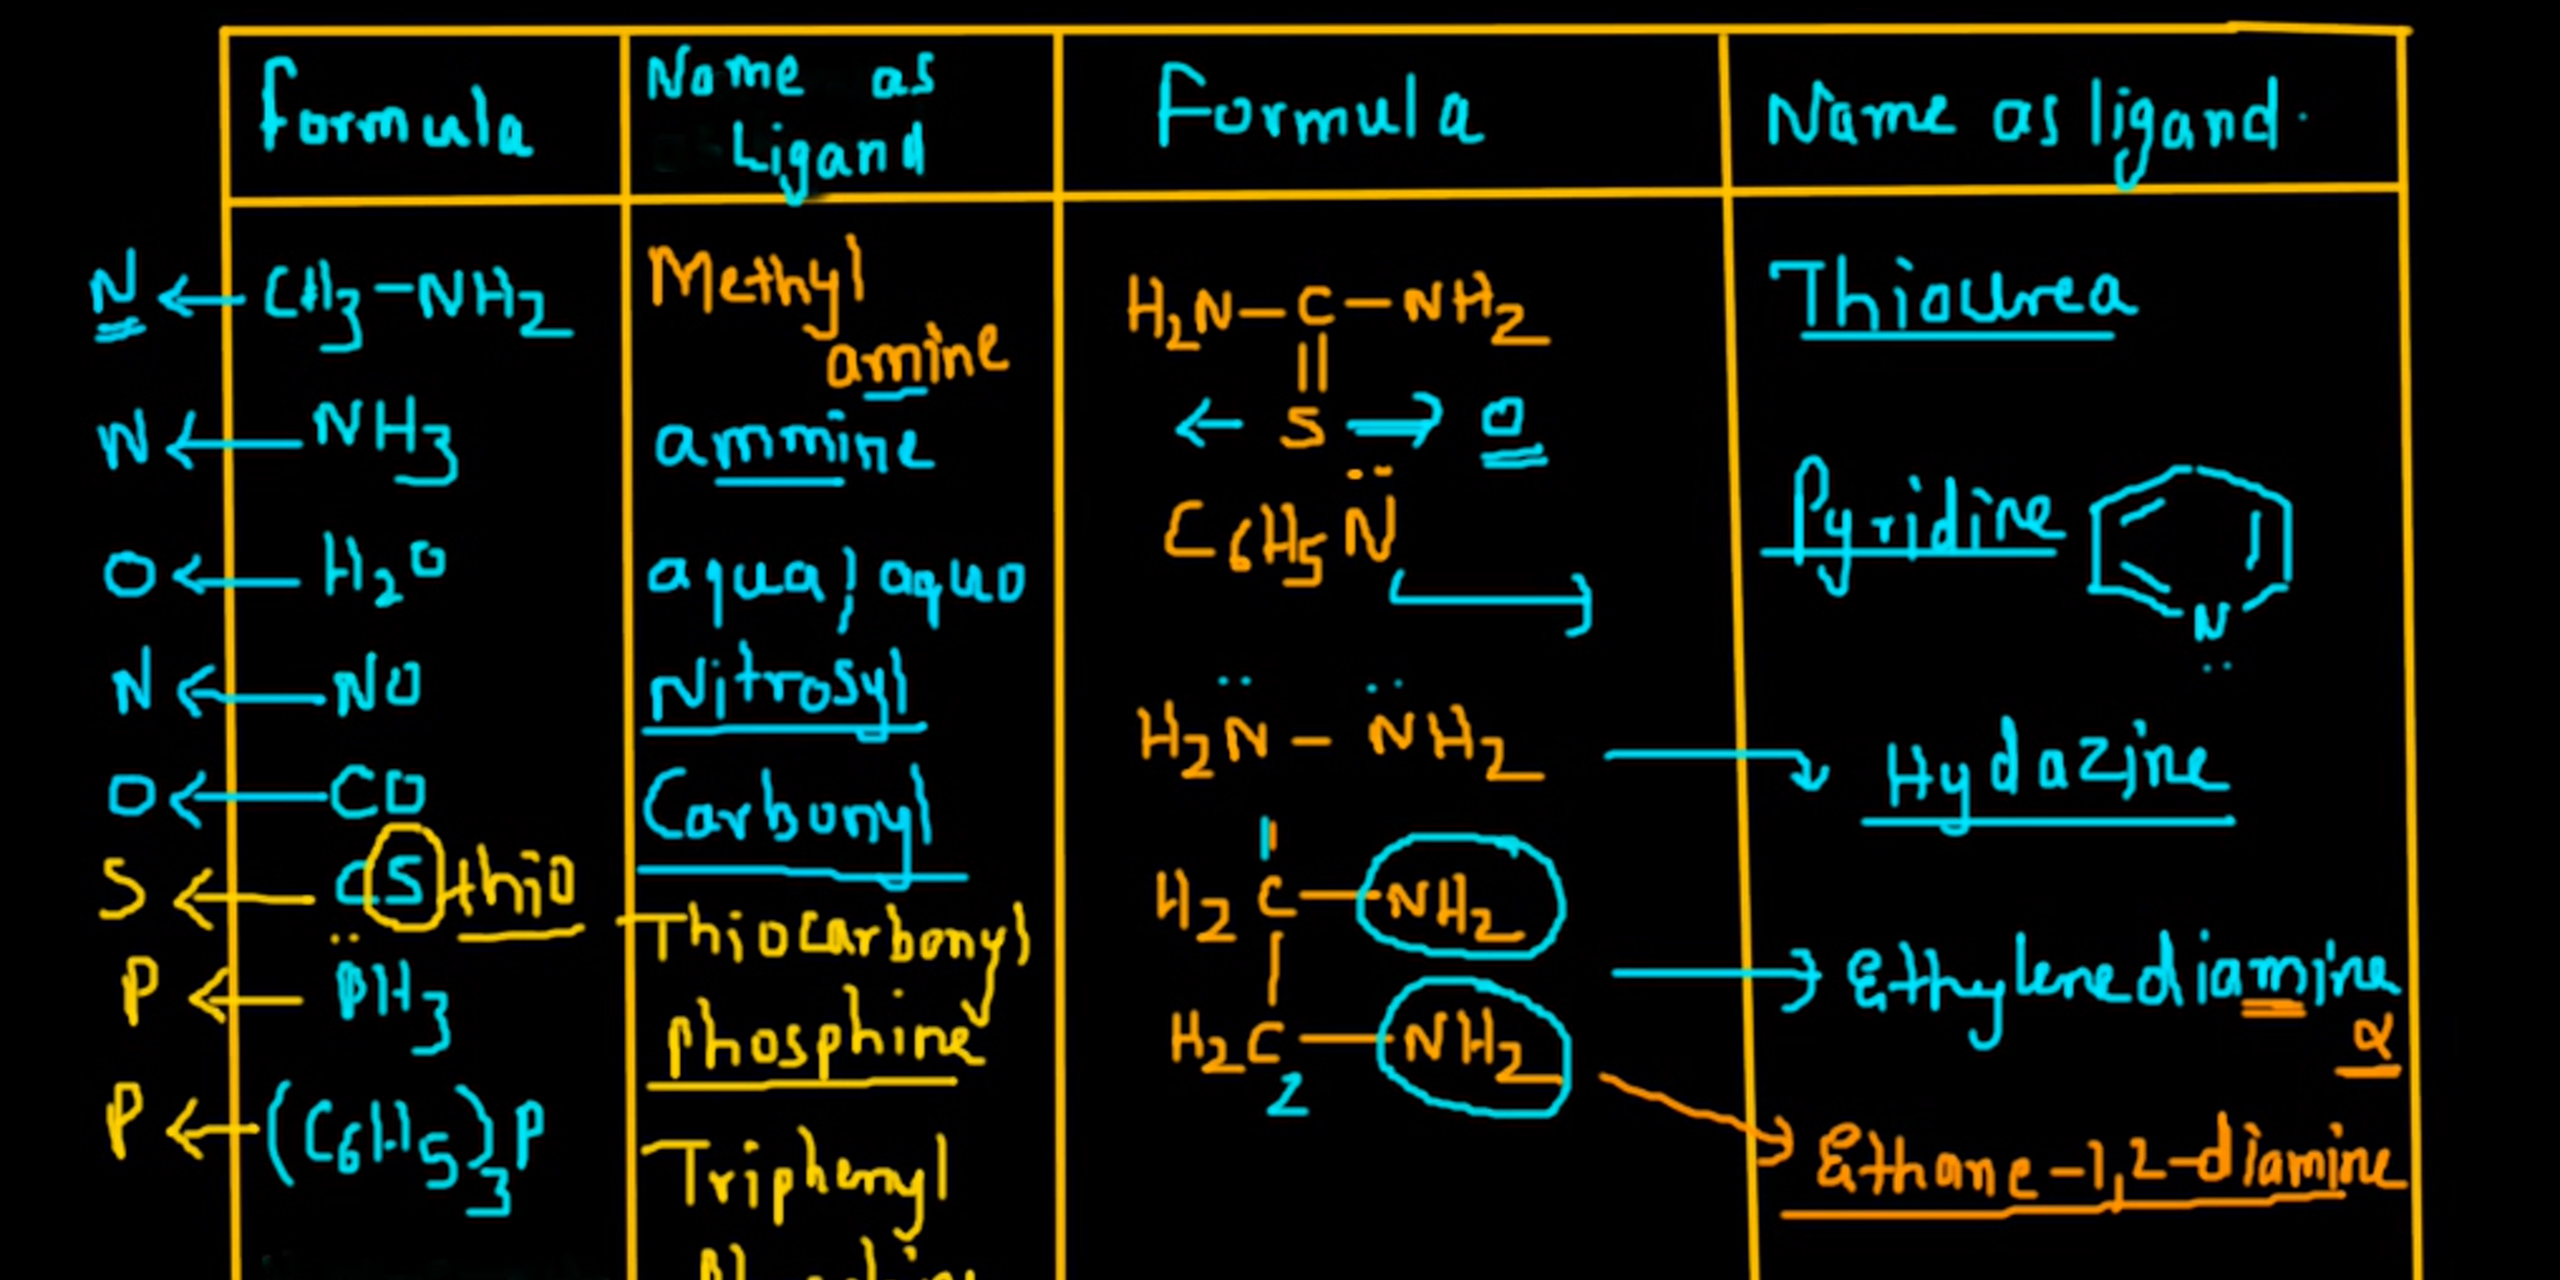 formula | Name as Ligand | Formula | Name as ligand.
N ← CH3-NH2 | Methyl amine | H2N-C-NH2 | Thiourea
|| 
← S → O
N ← NH3 | ammine | C6H5N | Pyridine N
O ← H2O | aqua; aquo
N ← NO | Nitrosyl | H2N-NH2 → | Hydazine
O ← CO | Carbonyl
S ← CS thio | Thiocarbonyl | 1 H2C-NH2 → | Ethylenediamine
P ← PH3 | phosphine | H2C-NH2 2
P ← (C6H5)3P | Triphenyl | → Ethane-1,2-diamine